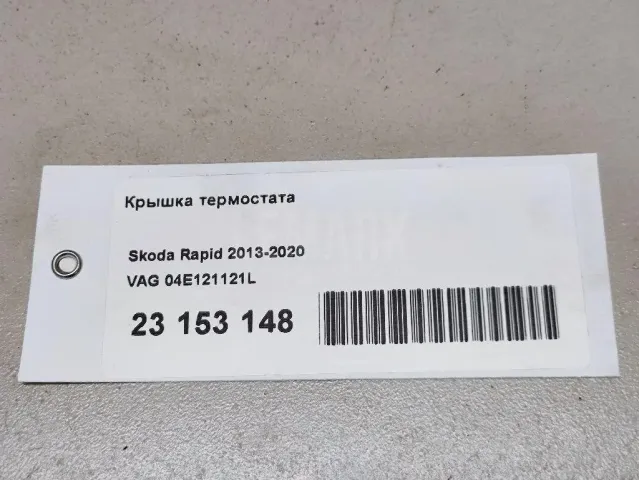 Крышка термостата
Skoda Rapid 2013-2020
VAG 04E121121L
23 153 148